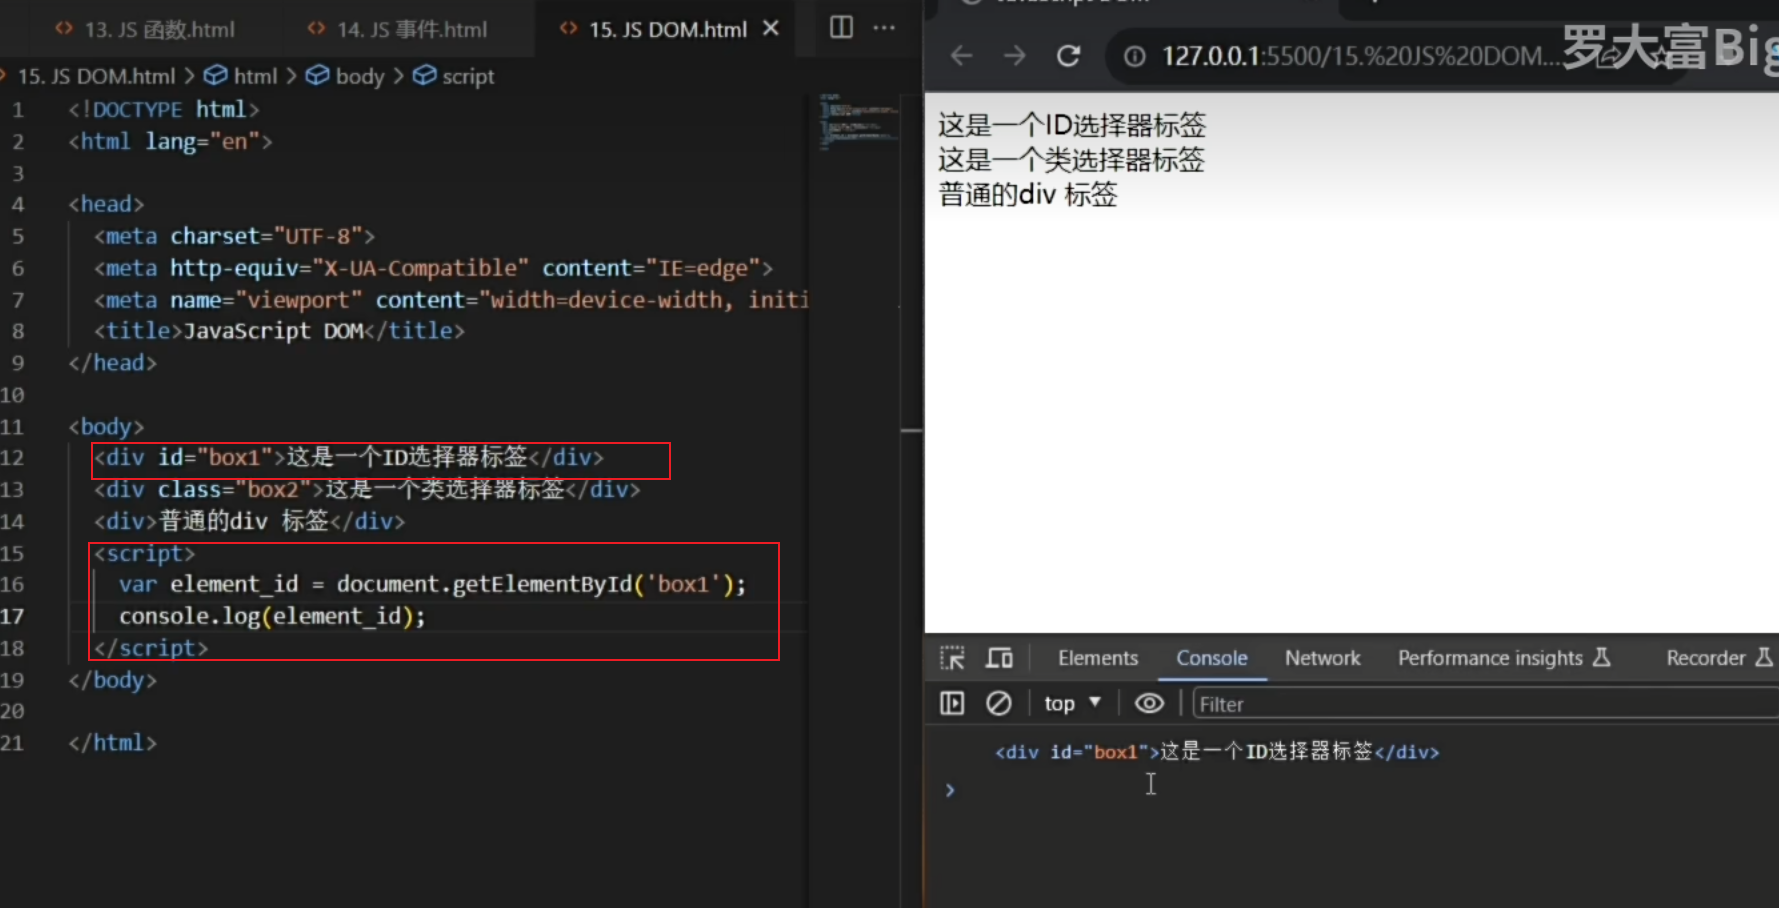 13. JS 函数.html
14. JS 事件.html
15. JS DOM.html
15. JS DOM.html > html > body > script
1 <!DOCTYPE html>
2 <html lang="en">
3
4 <head>
5 <meta charset="UTF-8">
6 <meta http-equiv="X-UA-Compatible" content="IE=edge">
7 <meta name="viewport" content="width=device-width, initi
8 <title>JavaScript DOM</title>
9 </head>
10
11 <body>
12 <div id="box1">这是一个ID选择器标签</div>
13 <div class="box2">这是一个类选择器标签</div>
14 <div>普通的div 标签</div>
15 <script>
16 var element_id = document.getElementById('box1');
17 console.log(element_id);
18 </script>
19 </body>
20
21 </html>
127.0.0.1:5500/15.%20JS%20DOM...
罗大富Big
这是一个ID选择器标签
这是一个类选择器标签
普通的div 标签
Elements Console Network Performance insights Recorder
top Filter
<div id="box1">这是一个ID选择器标签</div>